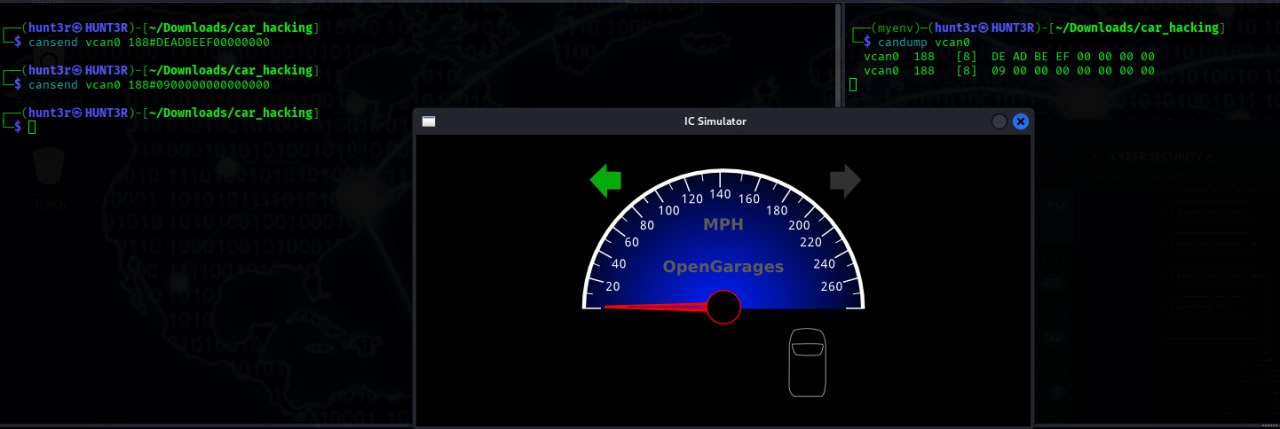 ┌──(hunt3r㉿HUNT3R)-[~/Downloads/car_hacking]
└─$ cansend vcan0 188#DEADBEEF00000000
┌──(hunt3r㉿HUNT3R)-[~/Downloads/car_hacking]
└─$ cansend vcan0 188#0900000000000000
┌──(hunt3r㉿HUNT3R)-[~/Downloads/car_hacking]
└─$
┌──(myenv)─(hunt3r㉿HUNT3R)-[~/Downloads/car_hacking]
└─$ candump vcan0
vcan0 188 [8] DE AD BE EF 00 00 00 00
vcan0 188 [8] 09 00 00 00 00 00 00 00
IC Simulator
20 40 60 80 100 120 140 160 180 200 220 240 260
MPH
OpenGarages
Trash
CYBER SECURITY